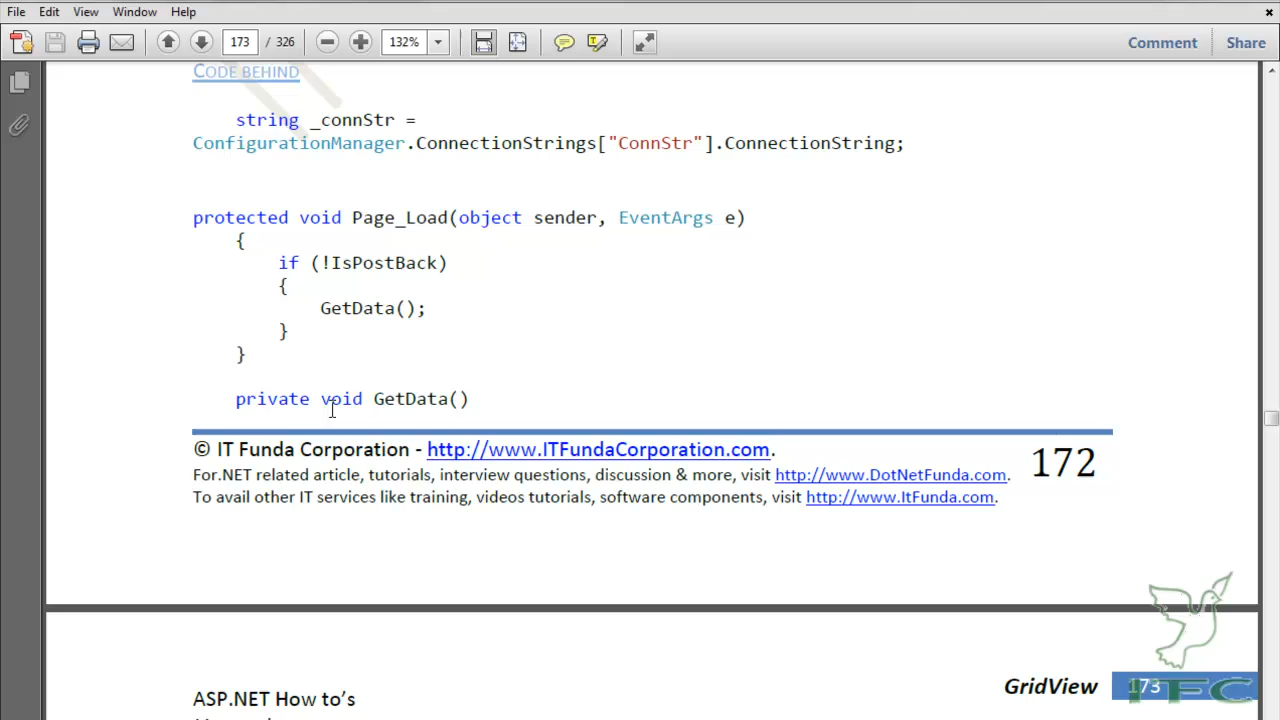 File Edit View Window Help
173 / 326 132% Comment Share
CODE BEHIND
string _connStr =
ConfigurationManager.ConnectionStrings["ConnStr"].ConnectionString;
protected void Page_Load(object sender, EventArgs e)
{
if (!IsPostBack)
{
GetData();
}
}
private void GetData()
© IT Funda Corporation - http://www.ITFundaCorporation.com.
172
For.NET related article, tutorials, interview questions, discussion & more, visit http://www.DotNetFunda.com.
To avail other IT services like training, videos tutorials, software components, visit http://www.ItFunda.com.
GridView 173
ITFC
ASP.NET How to's